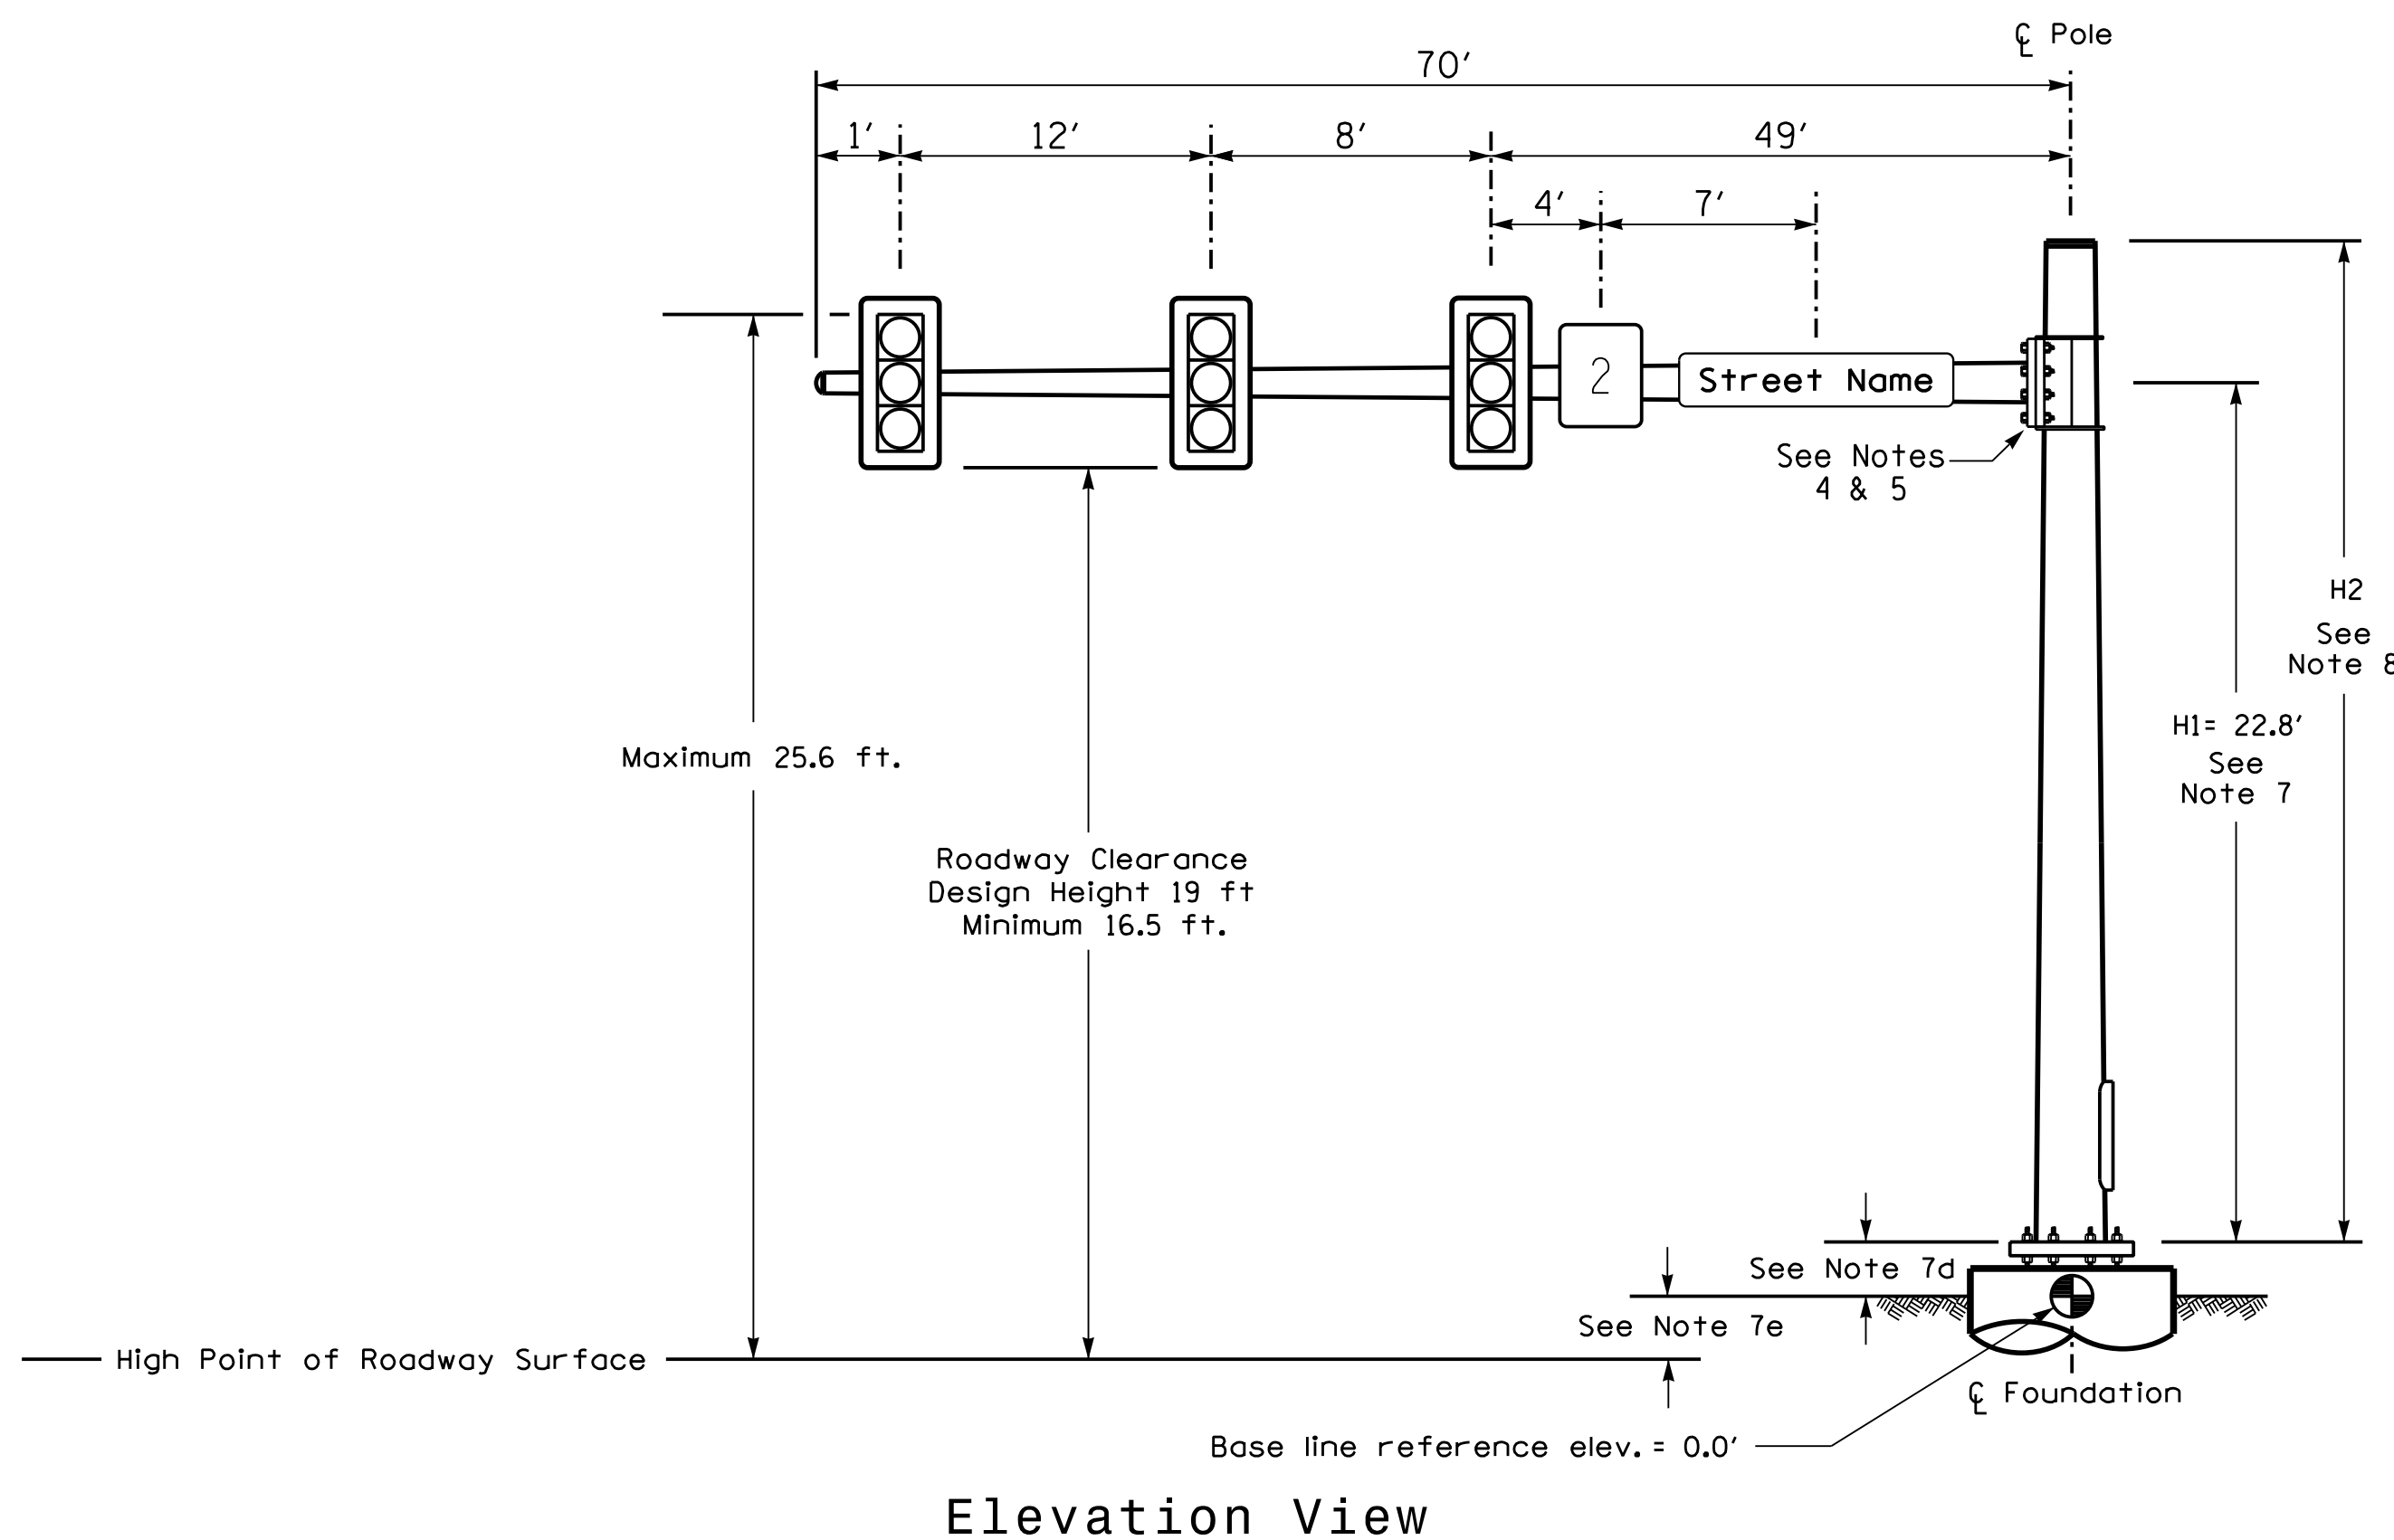 ℄ Pole
70'
1'
12'
8'
49'
4'
7'
2
Street Name
See Notes
4 & 5
H2
See
Note 8
H1= 22.8'
See
Note 7
Maximum 25.6 ft.
Roadway Clearance
Design Height 19 ft
Minimum 16.5 ft.
See Note 7d
See Note 7e
High Point of Roadway Surface
℄ Foundation
Base line reference elev. = 0.0'
Elevation View